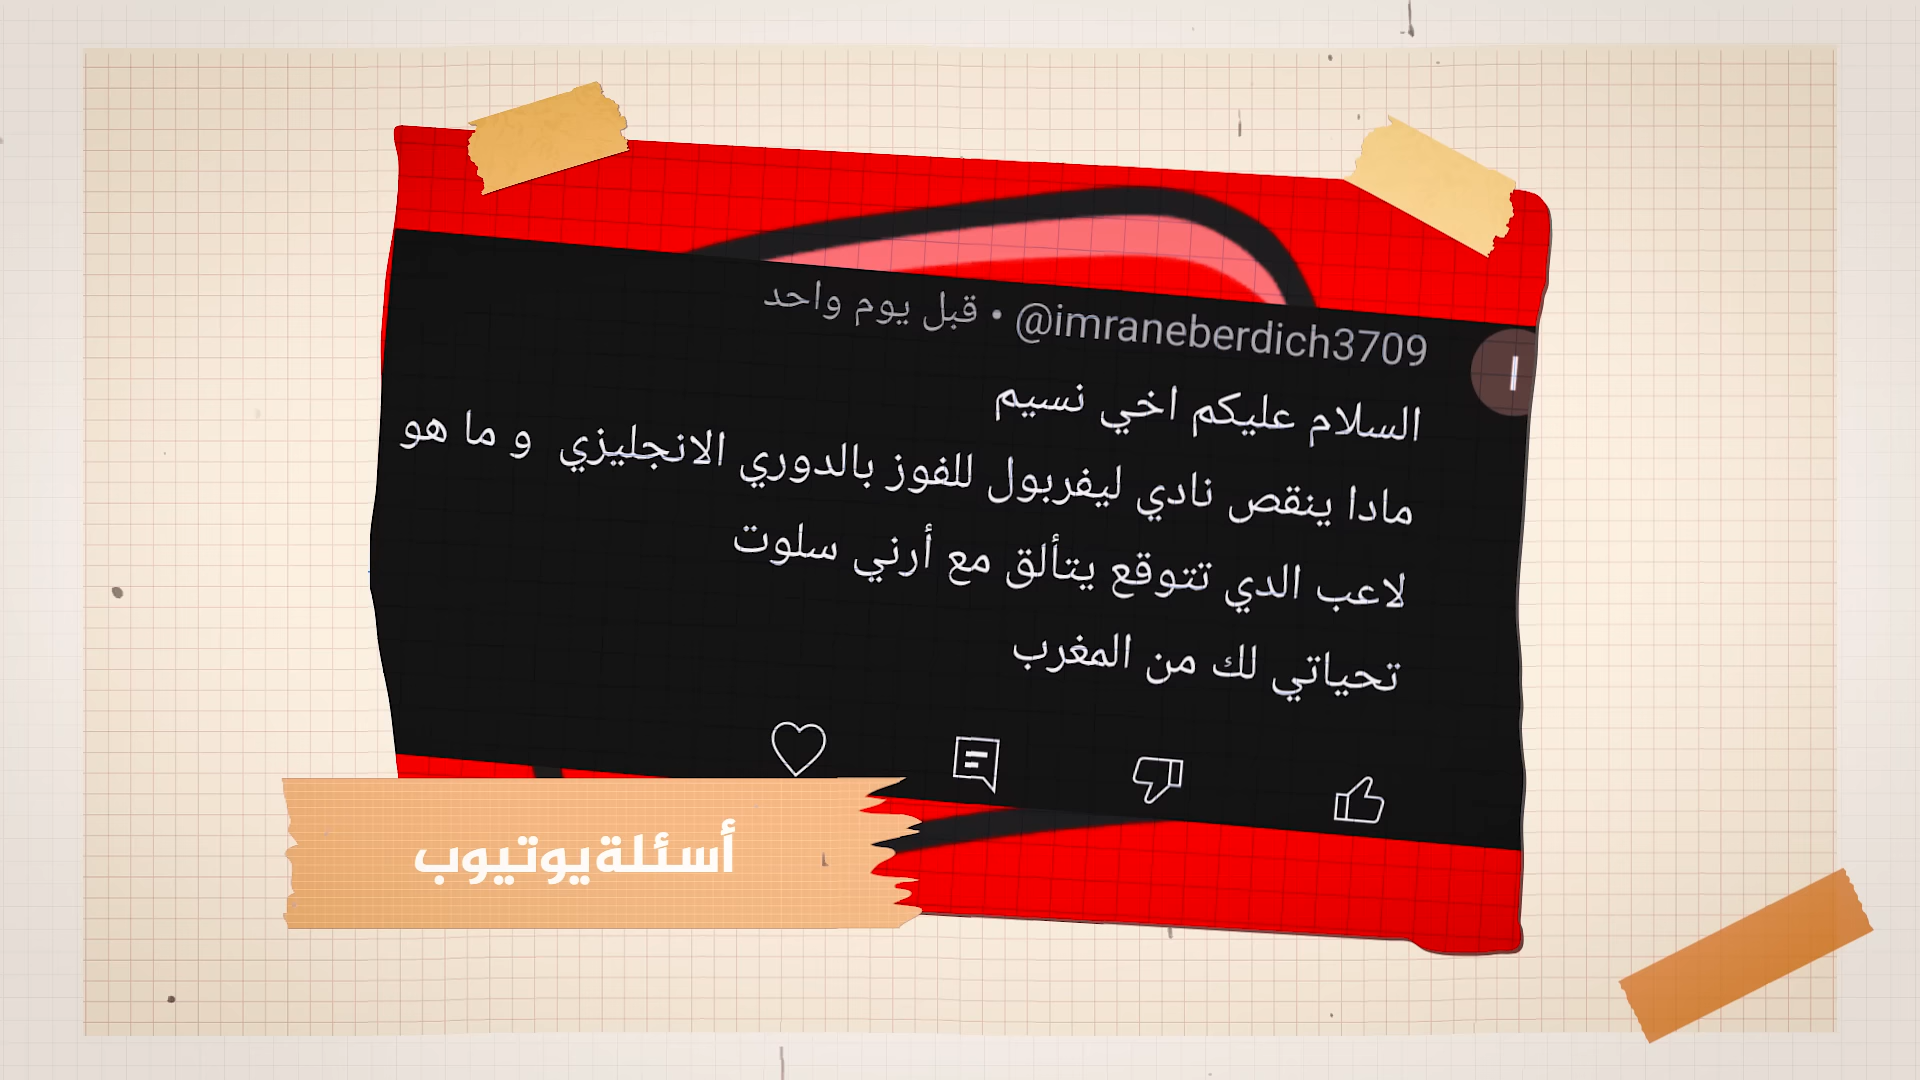 @imraneberdich3709 • قبل يوم واحد
I
السلام عليكم اخي نسيم
مادا ينقص نادي ليفربول للفوز بالدوري الانجليزي و ما هو
لاعب الدي تتوقع يتألق مع أرني سلوت
تحياتي لك من المغرب
أسئلة يوتيوب